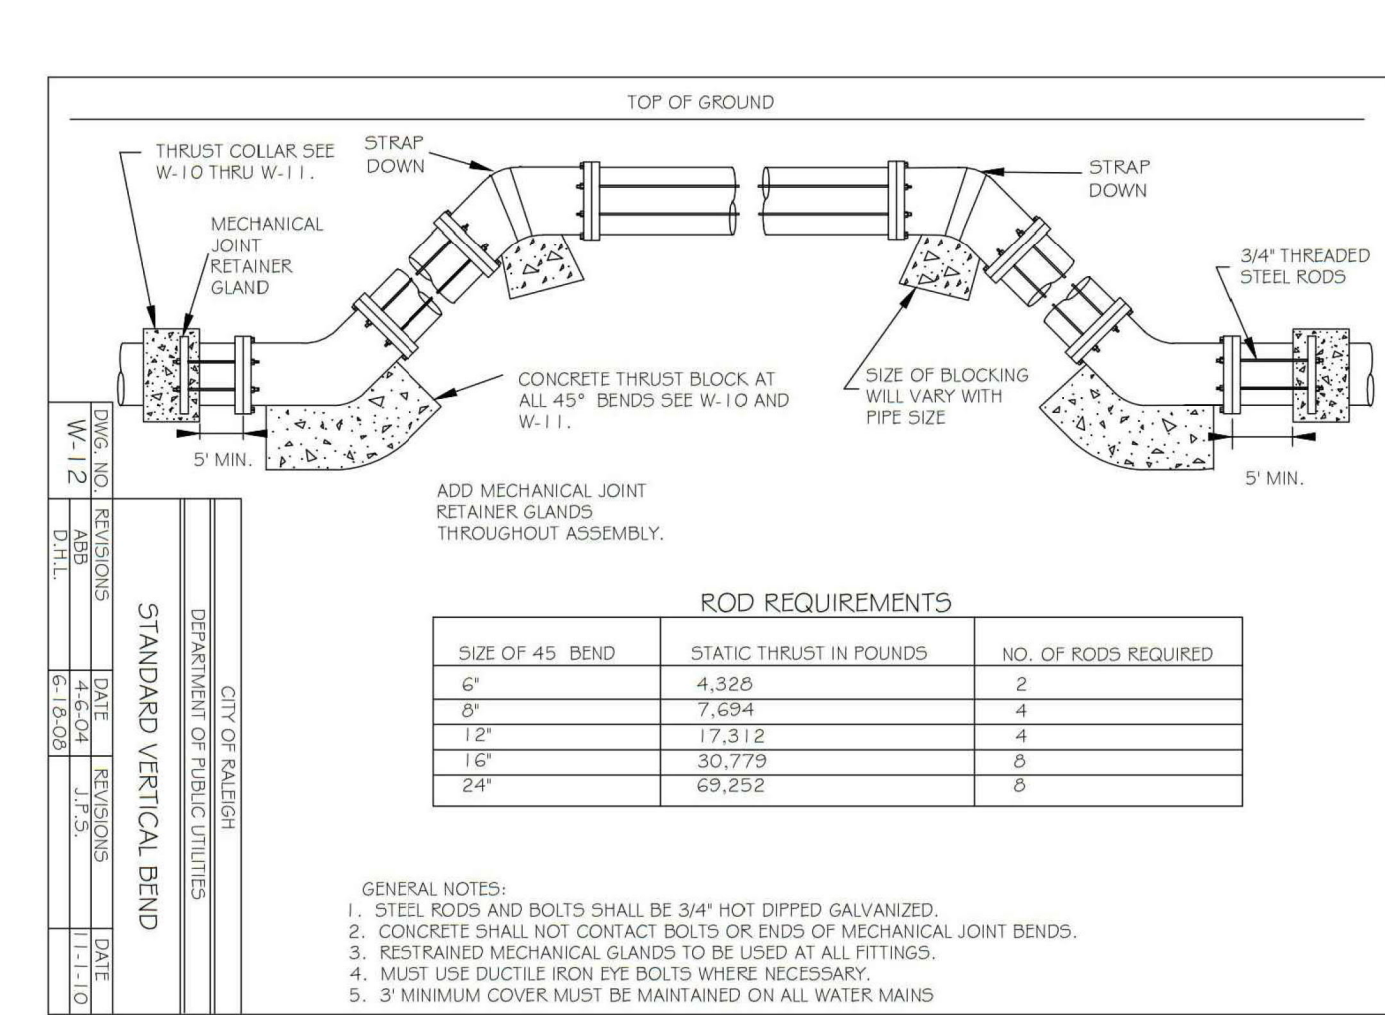 TOP OF GROUND
THRUST COLLAR SEE
W-10 THRU W-11.
STRAP
DOWN
STRAP
DOWN
MECHANICAL
JOINT
RETAINER
GLAND
3/4" THREADED
STEEL RODS
CONCRETE THRUST BLOCK AT
ALL 45° BENDS SEE W-10 AND
W-11.
SIZE OF BLOCKING
WILL VARY WITH
PIPE SIZE
5' MIN.
5' MIN.
ADD MECHANICAL JOINT
RETAINER GLANDS
THROUGHOUT ASSEMBLY.
ROD REQUIREMENTS
SIZE OF 45 BEND STATIC THRUST IN POUNDS NO. OF RODS REQUIRED
6" 4,328 2
8" 7,694 4
12" 17,312 4
16" 30,779 8
24" 69,252 8
GENERAL NOTES:
1. STEEL RODS AND BOLTS SHALL BE 3/4" HOT DIPPED GALVANIZED.
2. CONCRETE SHALL NOT CONTACT BOLTS OR ENDS OF MECHANICAL JOINT BENDS.
3. RESTRAINED MECHANICAL GLANDS TO BE USED AT ALL FITTINGS.
4. MUST USE DUCTILE IRON EYE BOLTS WHERE NECESSARY.
5. 3' MINIMUM COVER MUST BE MAINTAINED ON ALL WATER MAINS
CITY OF RALEIGH
DEPARTMENT OF PUBLIC UTILITIES
STANDARD VERTICAL BEND
DWG. NO. REVISIONS DATE REVISIONS DATE
W-12 ABB 4-6-04 J.P.S. 11-1-10
D.H.L. 6-18-08